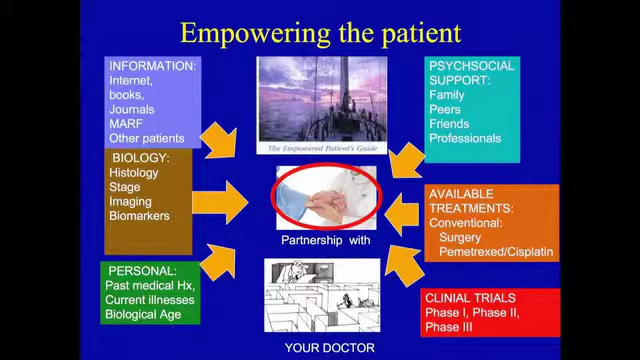 Empowering the patient
INFORMATION:
Internet,
books,
Journals
MARF
Other patients
BIOLOGY:
Histology
Stage
Imaging
Biomarkers
PERSONAL:
Past medical Hx,
Current illnesses
Biological Age
The Empowered Patient's Guide
Partnership with
YOUR DOCTOR
PSYCHSOCIAL
SUPPORT:
Family
Peers
Friends
Professionals
AVAILABLE
TREATMENTS:
Conventional:
Surgery
Pemetrexed/Cisplatin
CLINIAL TRIALS
Phase I, Phase II,
Phase III